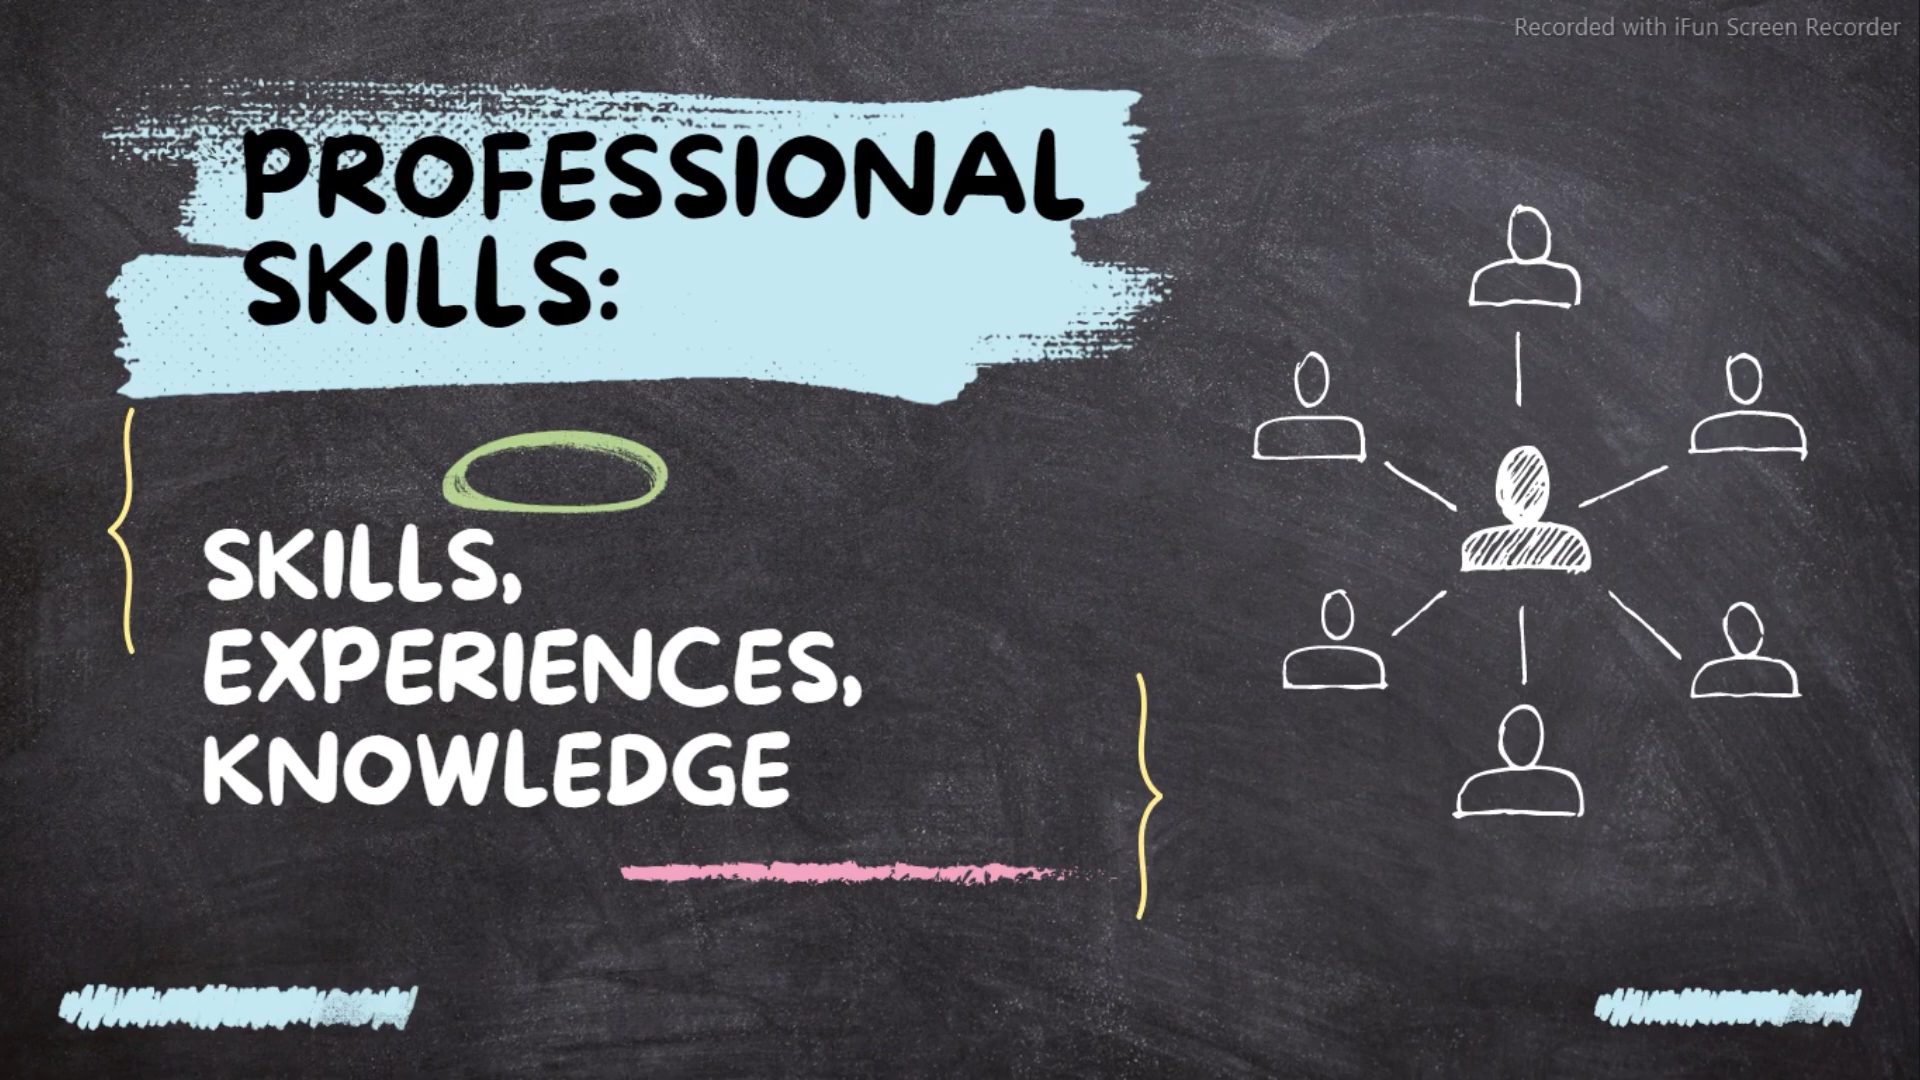 Recorded with iFun Screen Recorder
PROFESSIONAL
SKILLS:
SKILLS,
EXPERIENCES,
KNOWLEDGE